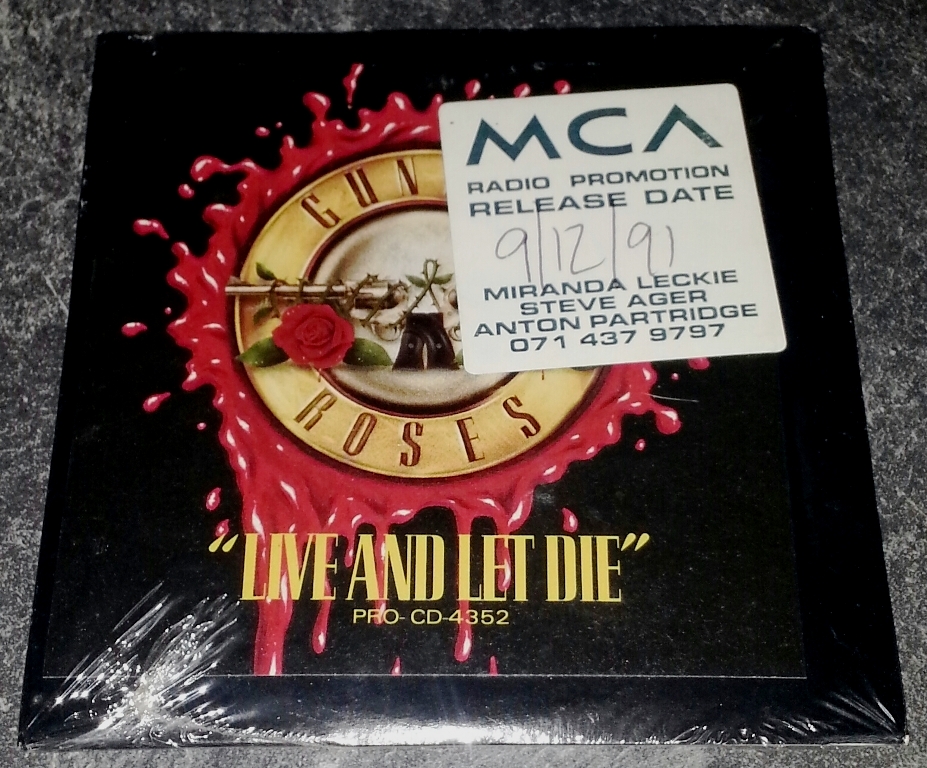 GUN
ROSES
MCA
RADIO PROMOTION
RELEASE DATE
9/12/91
MIRANDA LECKIE
STEVE AGER
ANTON PARTRIDGE
071 437 9797
"LIVE AND LET DIE"
PRO-CD-4352